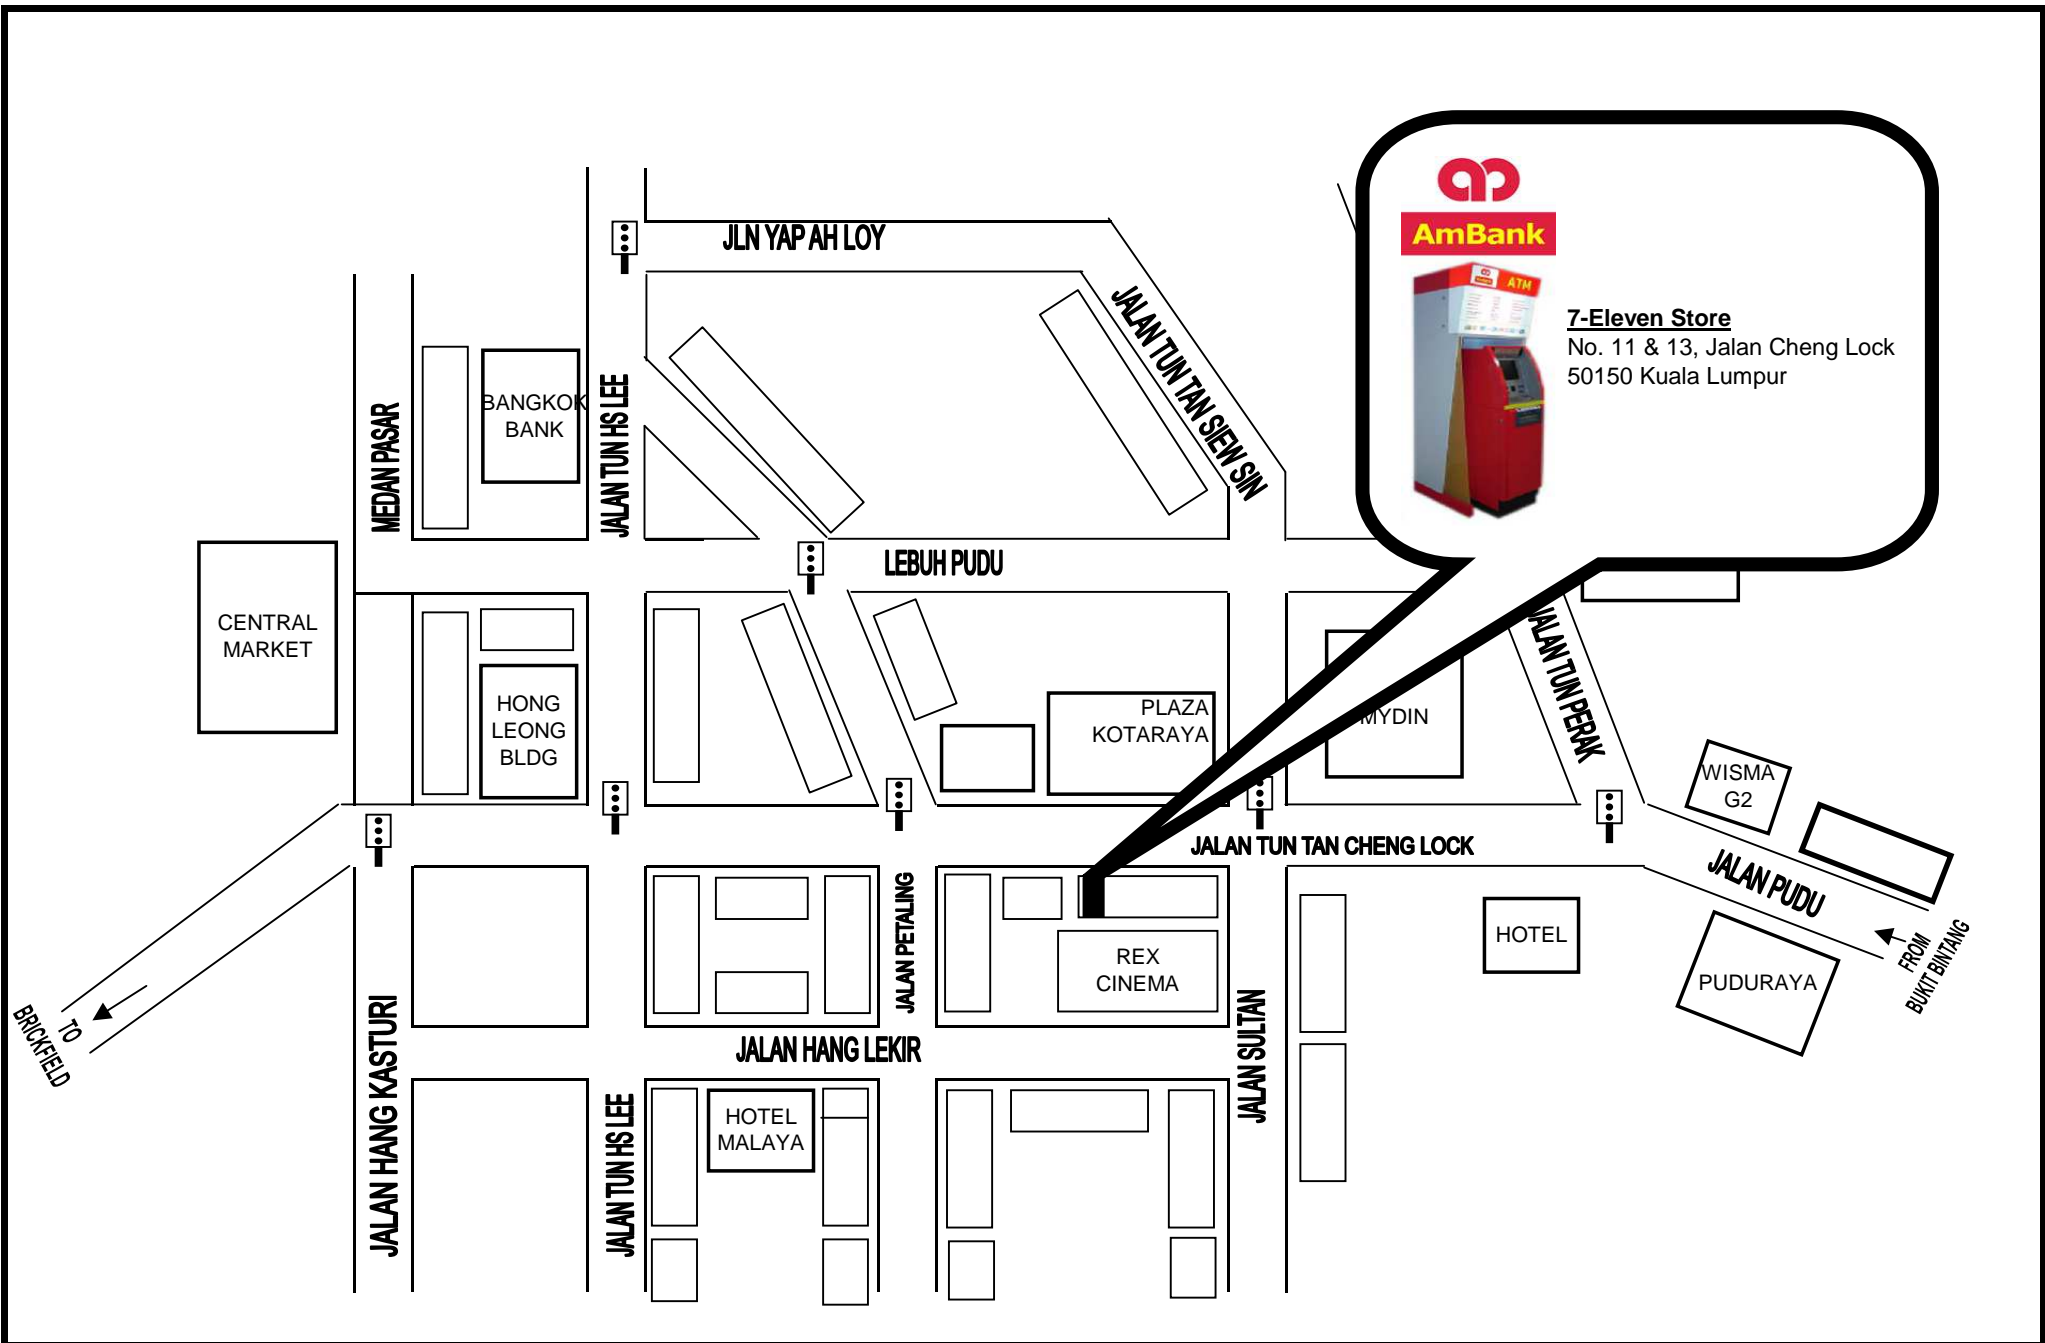 AmBank
ATM
7-Eleven Store
No. 11 & 13, Jalan Cheng Lock
50150 Kuala Lumpur
JLN YAP AH LOY
JALAN TUN TAN SIEW SIN
BANGKOK
BANK
MEDAN PASAR
JALAN TUN HS LEE
LEBUH PUDU
CENTRAL
MARKET
HONG
LEONG
BLDG
PLAZA
KOTARAYA
MYDIN
JALAN TUN PERAK
WISMA
G2
JALAN TUN TAN CHENG LOCK
JALAN PUDU
JALAN PETALING
HOTEL
REX
CINEMA
PUDURAYA
FROM
BUKIT BINTANG
TO
BRICKFIELD
JALAN HANG KASTURI
JALAN HANG LEKIR
JALAN SULTAN
JALAN TUN HS LEE
HOTEL
MALAYA